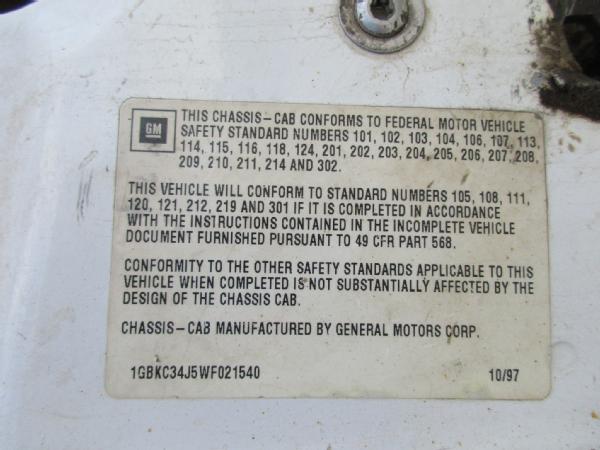 GM
THIS CHASSIS-CAB CONFORMS TO FEDERAL MOTOR VEHICLE
SAFETY STANDARD NUMBERS 101, 102, 103, 104, 106, 107, 113,
114, 115, 116, 118, 124, 201, 202, 203, 204, 205, 206, 207, 208,
209, 210, 211, 214 AND 302.
THIS VEHICLE WILL CONFORM TO STANDARD NUMBERS 105, 108, 111,
120, 121, 212, 219 AND 301 IF IT IS COMPLETED IN ACCORDANCE
WITH THE INSTRUCTIONS CONTAINED IN THE INCOMPLETE VEHICLE
DOCUMENT FURNISHED PURSUANT TO 49 CFR PART 568.
CONFORMITY TO THE OTHER SAFETY STANDARDS APPLICABLE TO THIS
VEHICLE WHEN COMPLETED IS NOT SUBSTANTIALLY AFFECTED BY THE
DESIGN OF THE CHASSIS CAB.
CHASSIS-CAB MANUFACTURED BY GENERAL MOTORS CORP.
1GBKC34J5WF021540 10/97